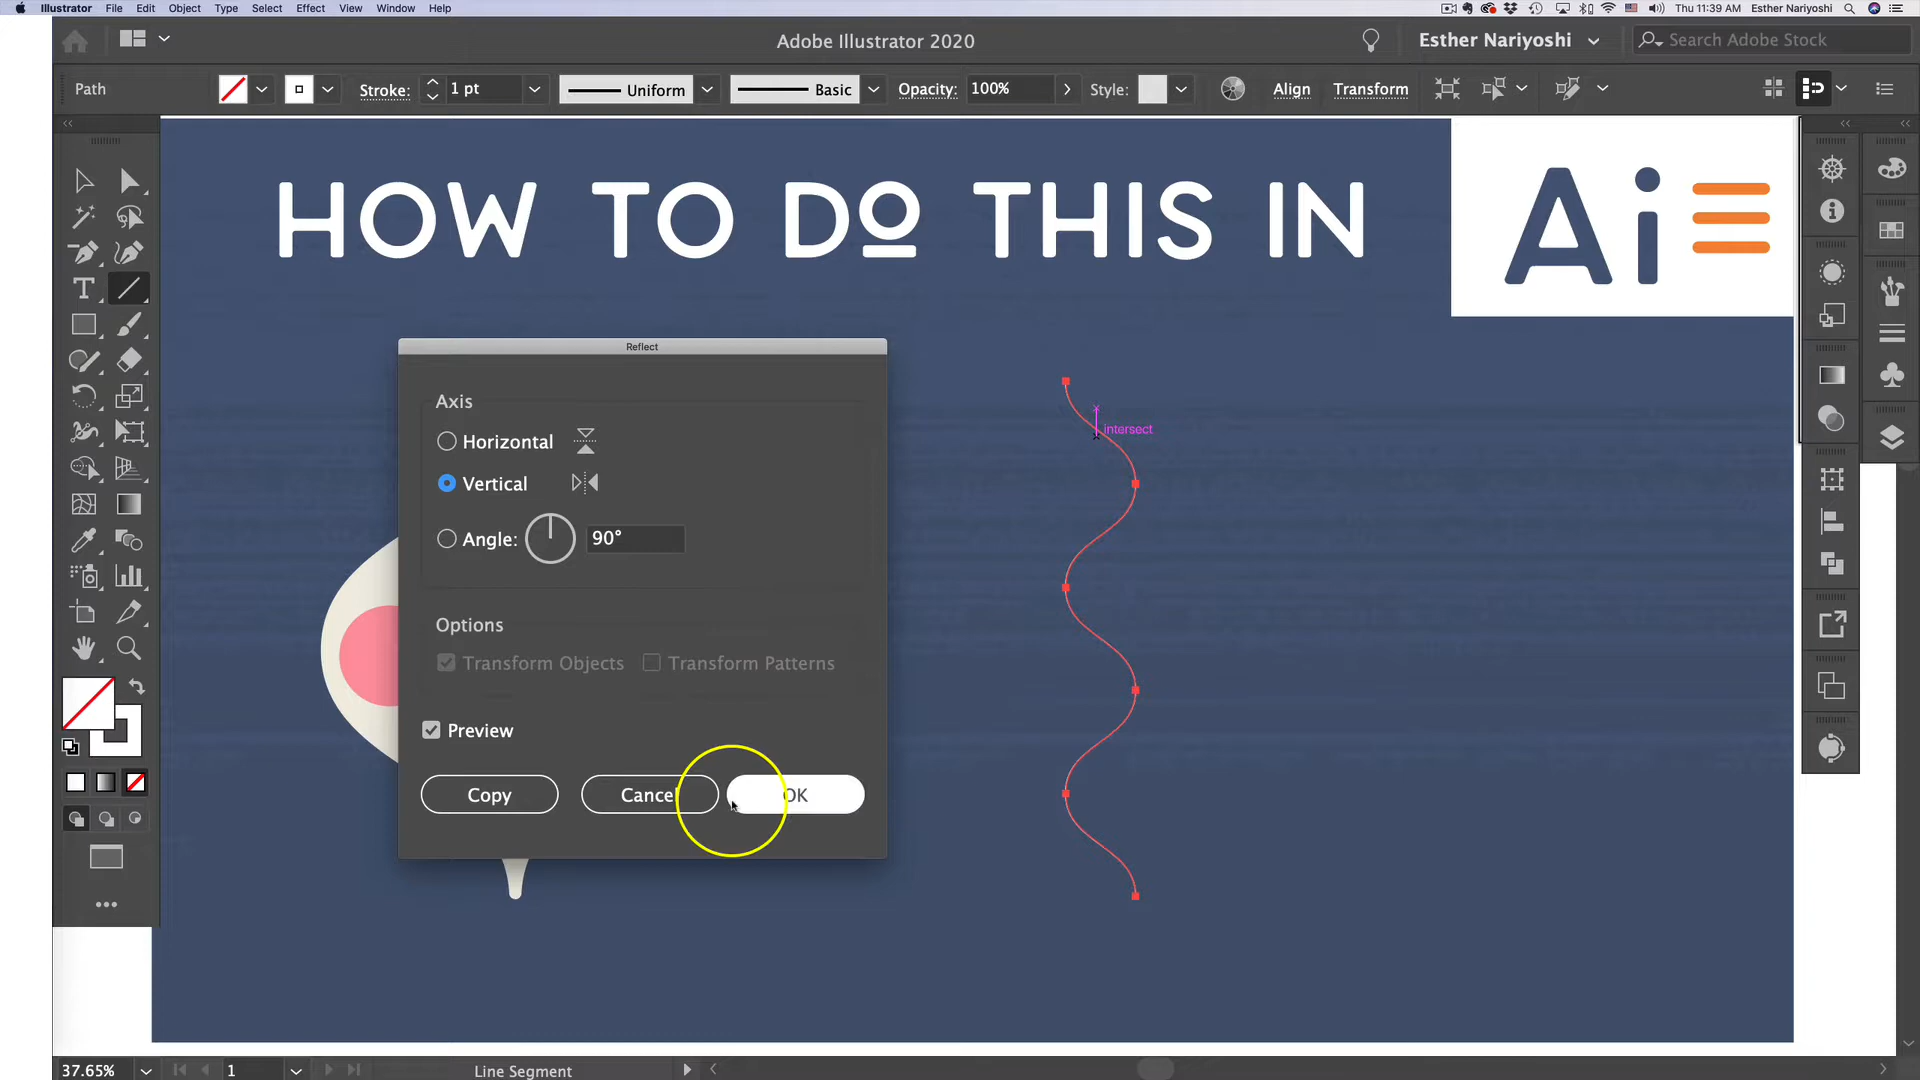 Illustrator File Edit Object Type Select Effect View Window Help Thu 11:39 AM Esther Nariyoshi
Adobe Illustrator 2020 Esther Nariyoshi Search Adobe Stock
Path Stroke: 1 pt Uniform Basic Opacity: 100% Style: Align Transform
HOW TO DO THIS IN Ai
Reflect
Axis
Horizontal
intersect
Vertical
Angle: 90°
Options
Transform Objects Transform Patterns
Preview
Copy Cancel OK
37.65% 1 Line Segment